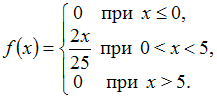 f(x) = { 0 при x ≤ 0,
2x/25 при 0 < x < 5,
0 при x > 5.